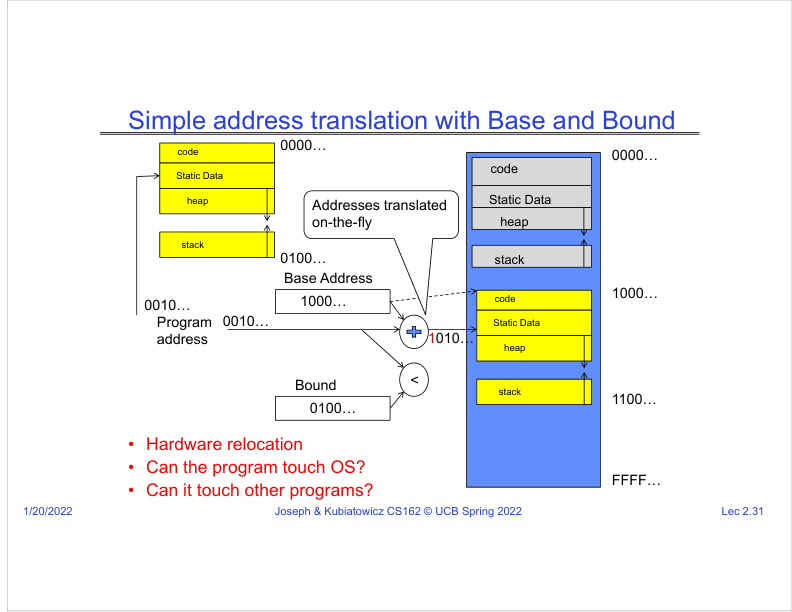 Simple address translation with Base and Bound
0000…
code
Static Data
heap
stack
0100…
Addresses translated
on-the-fly
Base Address
1000…
0010…
Program
address
0010…
1010…
<
Bound
0100…
0000…
code
Static Data
heap
stack
1000…
code
Static Data
heap
stack
1100…
FFFF…
• Hardware relocation
• Can the program touch OS?
• Can it touch other programs?
1/20/2022
Joseph & Kubiatowicz CS162 © UCB Spring 2022
Lec 2.31